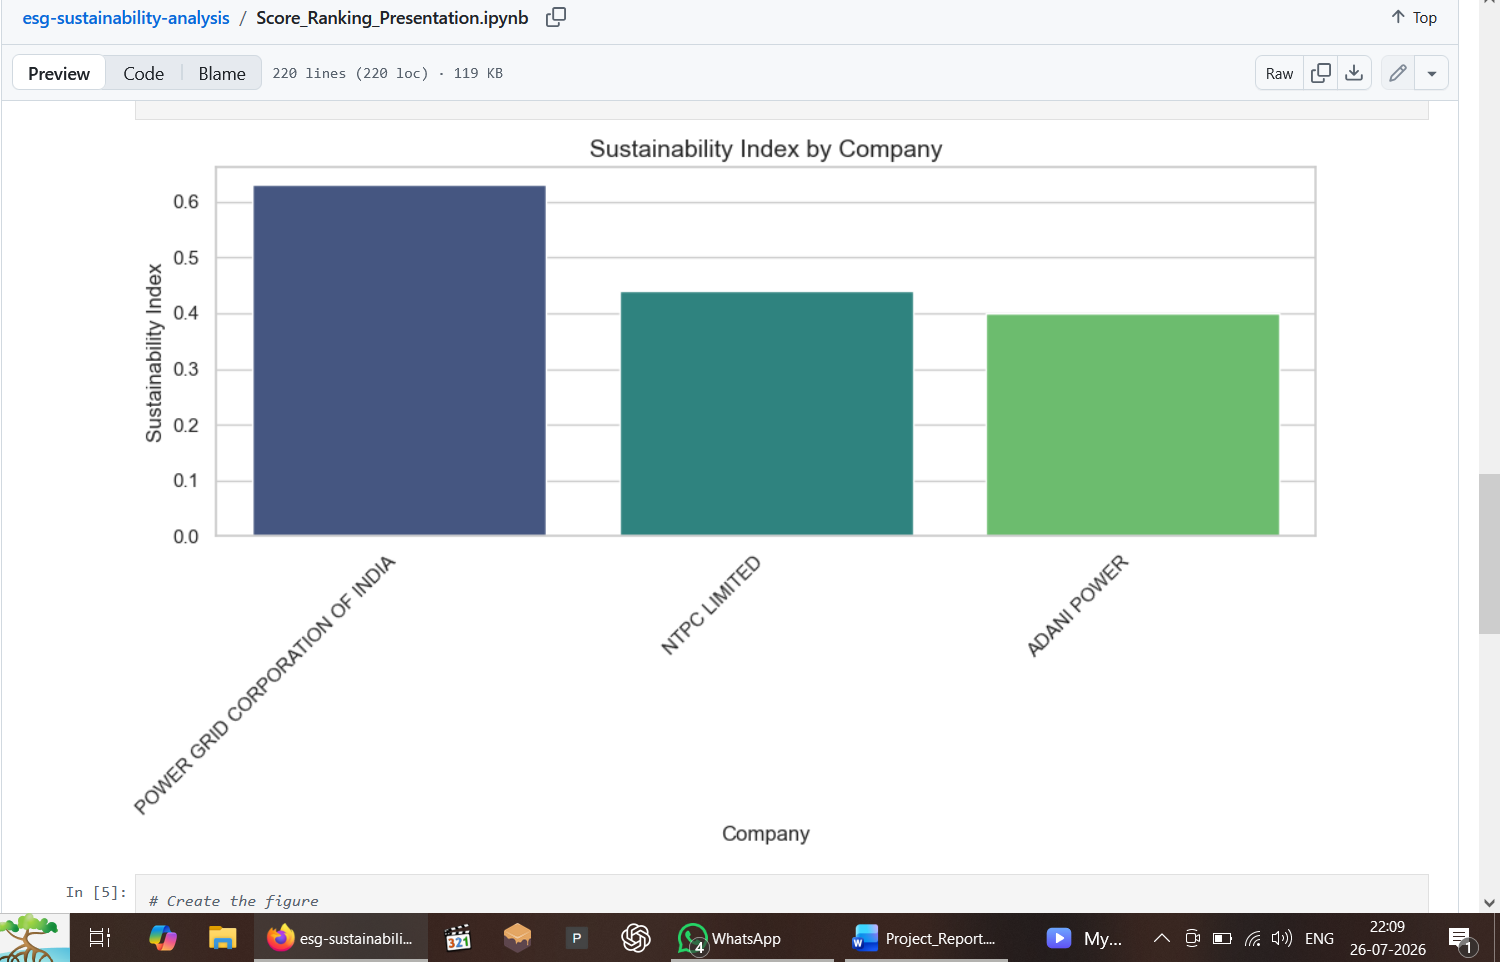 esg-sustainability-analysis / Score_Ranking_Presentation.ipynb
Top
Preview Code Blame 220 lines (220 loc) · 119 KB
Raw
Sustainability Index by Company
Sustainability Index
0.6
0.5
0.4
0.3
0.2
0.1
0.0
POWER GRID CORPORATION OF INDIA
NTPC LIMITED
ADANI POWER
Company
In [5]:
# Create the figure
esg-sustainabili...
321
P
4
WhatsApp
W
Project_Report....
My...
ENG
22:09
26-07-2026
1